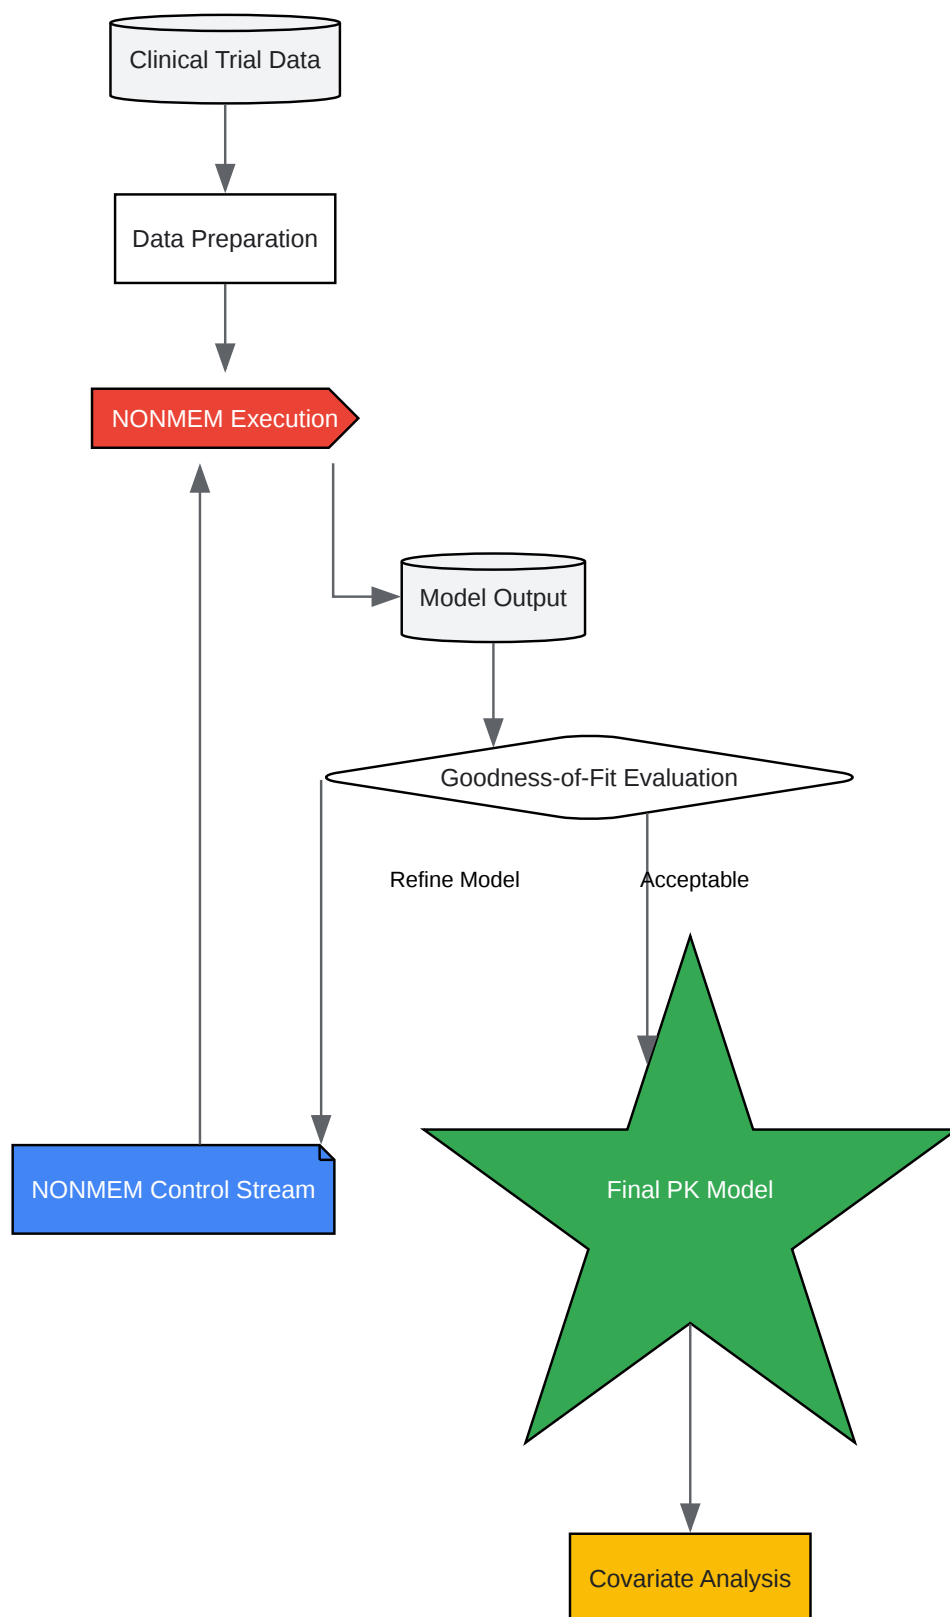 Clinical Trial Data
Data Preparation
NONMEM Execution
Model Output
Goodness-of-Fit Evaluation
Refine Model
Acceptable
NONMEM Control Stream
Final PK Model
Covariate Analysis